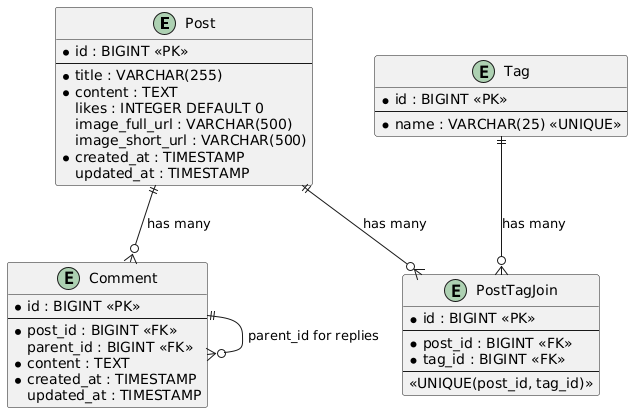 E Post
id : BIGINT «PK»
title : VARCHAR(255)
content : TEXT
likes : INTEGER DEFAULT 0
image_full_url : VARCHAR(500)
image_short_url : VARCHAR(500)
created_at : TIMESTAMP
updated_at : TIMESTAMP
E Tag
id : BIGINT «PK»
name : VARCHAR(25) «UNIQUE»
has many
has many
has many
E Comment
id : BIGINT «PK»
post_id : BIGINT «FK»
parent_id : BIGINT «FK»
content : TEXT
created_at : TIMESTAMP
updated_at : TIMESTAMP
parent_id for replies
E PostTagJoin
id : BIGINT «PK»
post_id : BIGINT «FK»
tag_id : BIGINT «FK»
«UNIQUE(post_id, tag_id)»